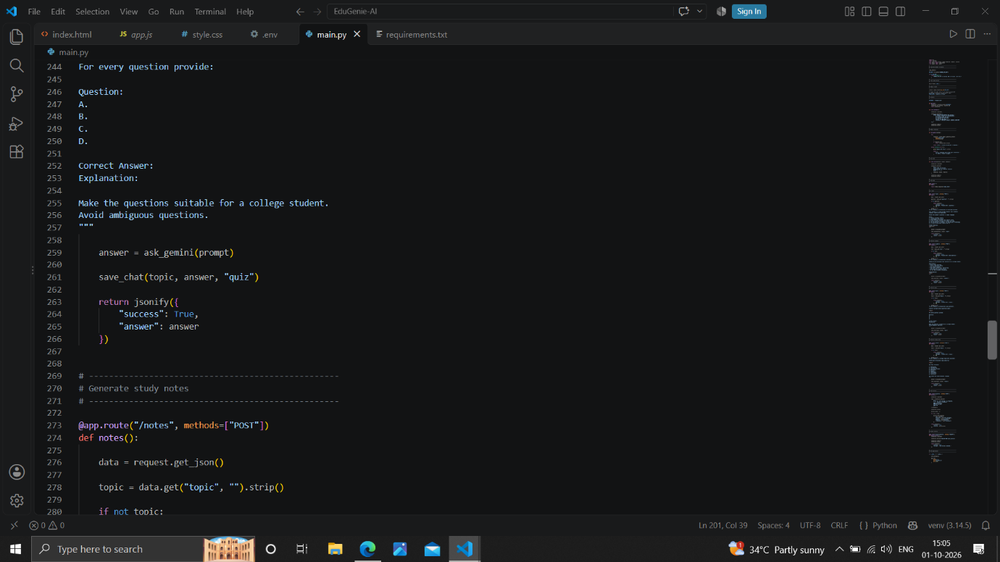 File Edit Selection View Go Run Terminal Help
EduGenie-AI
Sign In
index.html
JS app.js
# style.css
.env
main.py
requirements.txt
main.py
244 For every question provide:
245
246 Question:
247 A.
248 B.
249 C.
250 D.
251
252 Correct Answer:
253 Explanation:
254
255 Make the questions suitable for a college student.
256 Avoid ambiguous questions.
257 """
258
259     answer = ask_gemini(prompt)
260
261     save_chat(topic, answer, "quiz")
262
263     return jsonify({
264         "success": True,
265         "answer": answer
266     })
267
268
269 # --------------------------------------------------
270 # Generate study notes
271 # --------------------------------------------------
272
273 @app.route("/notes", methods=["POST"])
274 def notes():
275
276     data = request.get_json()
277
278     topic = data.get("topic", "").strip()
279
280     if not topic:
0 0
Ln 201, Col 39
Spaces: 4
UTF-8
CRLF
{ } Python
venv (3.14.5)
Type here to search
1
34°C Partly sunny
ENG
15:05
01-10-2026